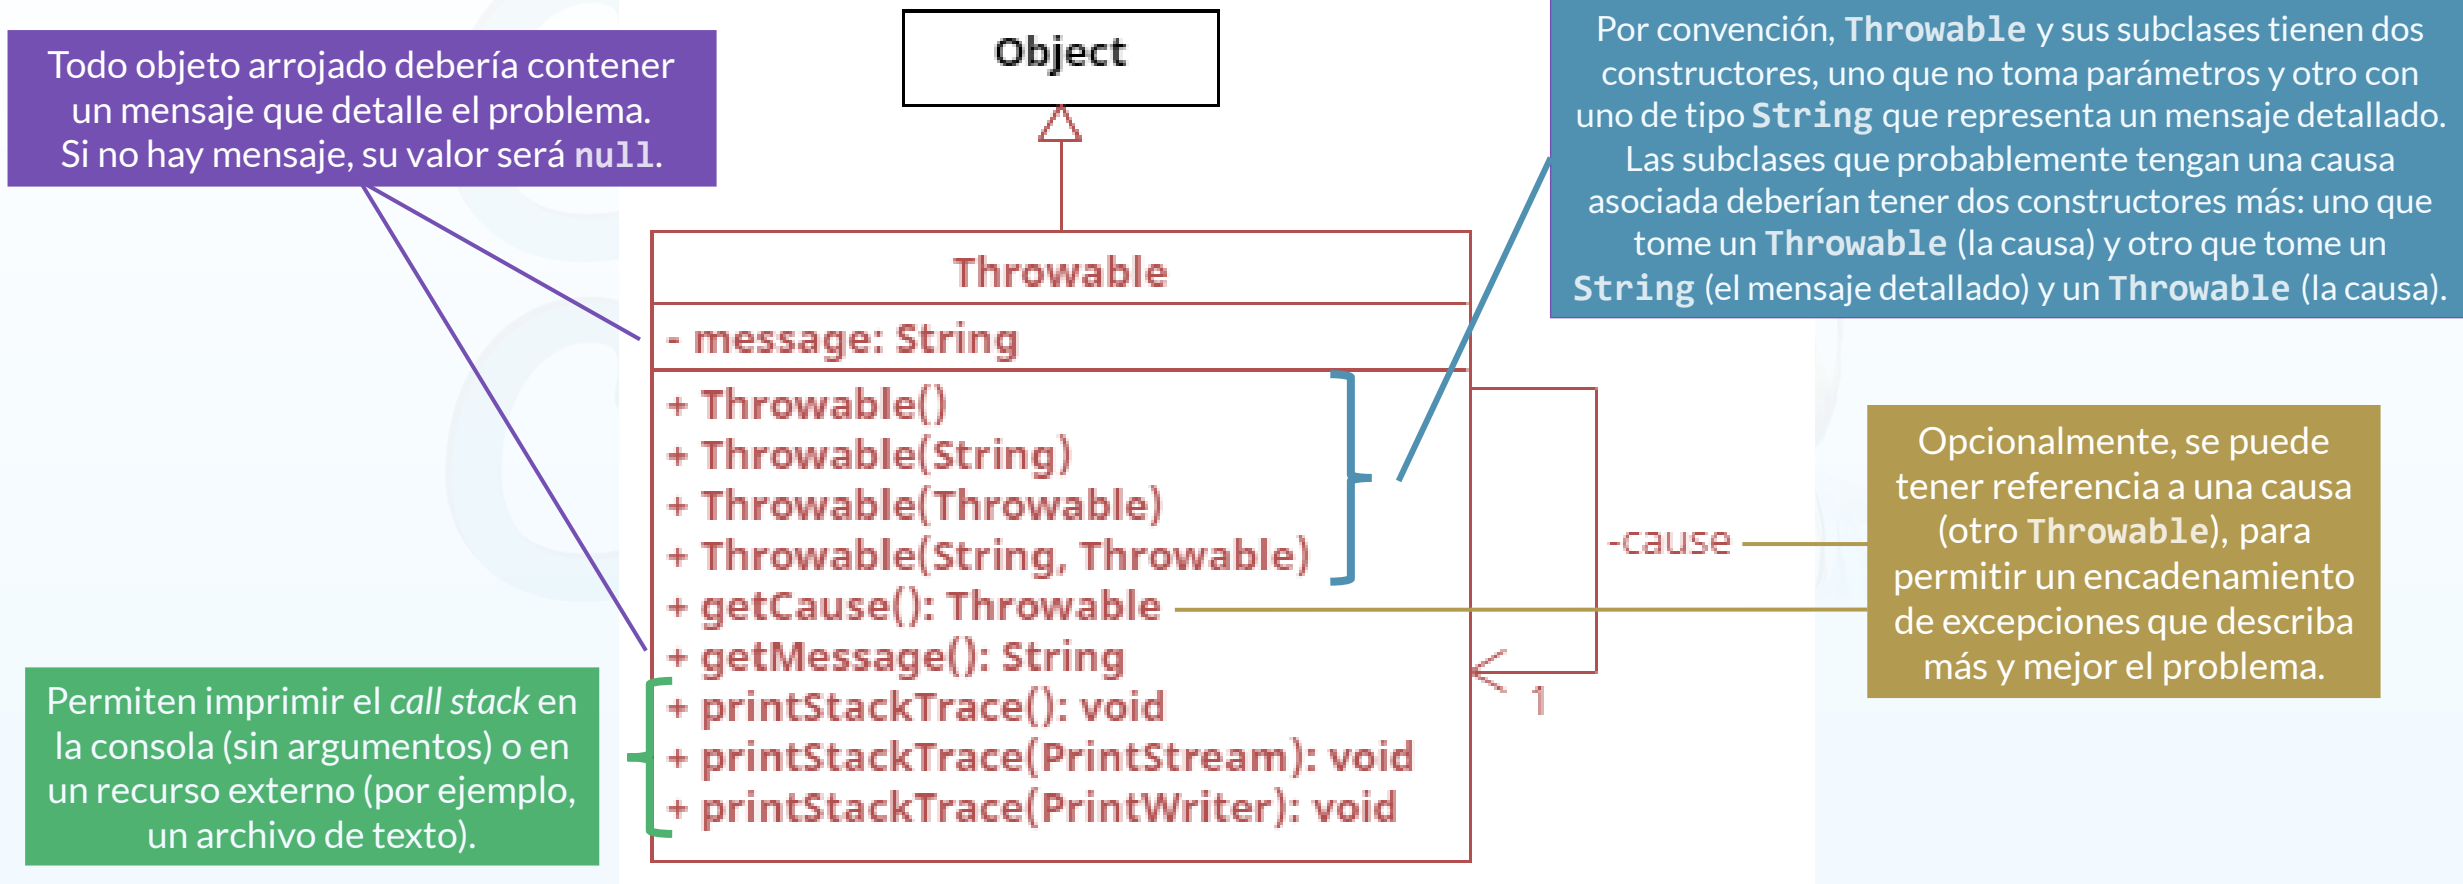 Object
Todo objeto arrojado debería contener
un mensaje que detalle el problema.
Si no hay mensaje, su valor será null.
Por convención, Throwable y sus subclases tienen dos
constructores, uno que no toma parámetros y otro con
uno de tipo String que representa un mensaje detallado.
Las subclases que probablemente tengan una causa
asociada deberían tener dos constructores más: uno que
tome un Throwable (la causa) y otro que tome un
String (el mensaje detallado) y un Throwable (la causa).
Throwable
- message: String
+ Throwable()
+ Throwable(String)
+ Throwable(Throwable)
+ Throwable(String, Throwable)
+ getCause(): Throwable
+ getMessage(): String
+ printStackTrace(): void
+ printStackTrace(PrintStream): void
+ printStackTrace(PrintWriter): void
-cause
1
Opcionalmente, se puede
tener referencia a una causa
(otro Throwable), para
permitir un encadenamiento
de excepciones que describa
más y mejor el problema.
Permiten imprimir el call stack en
la consola (sin argumentos) o en
un recurso externo (por ejemplo,
un archivo de texto).